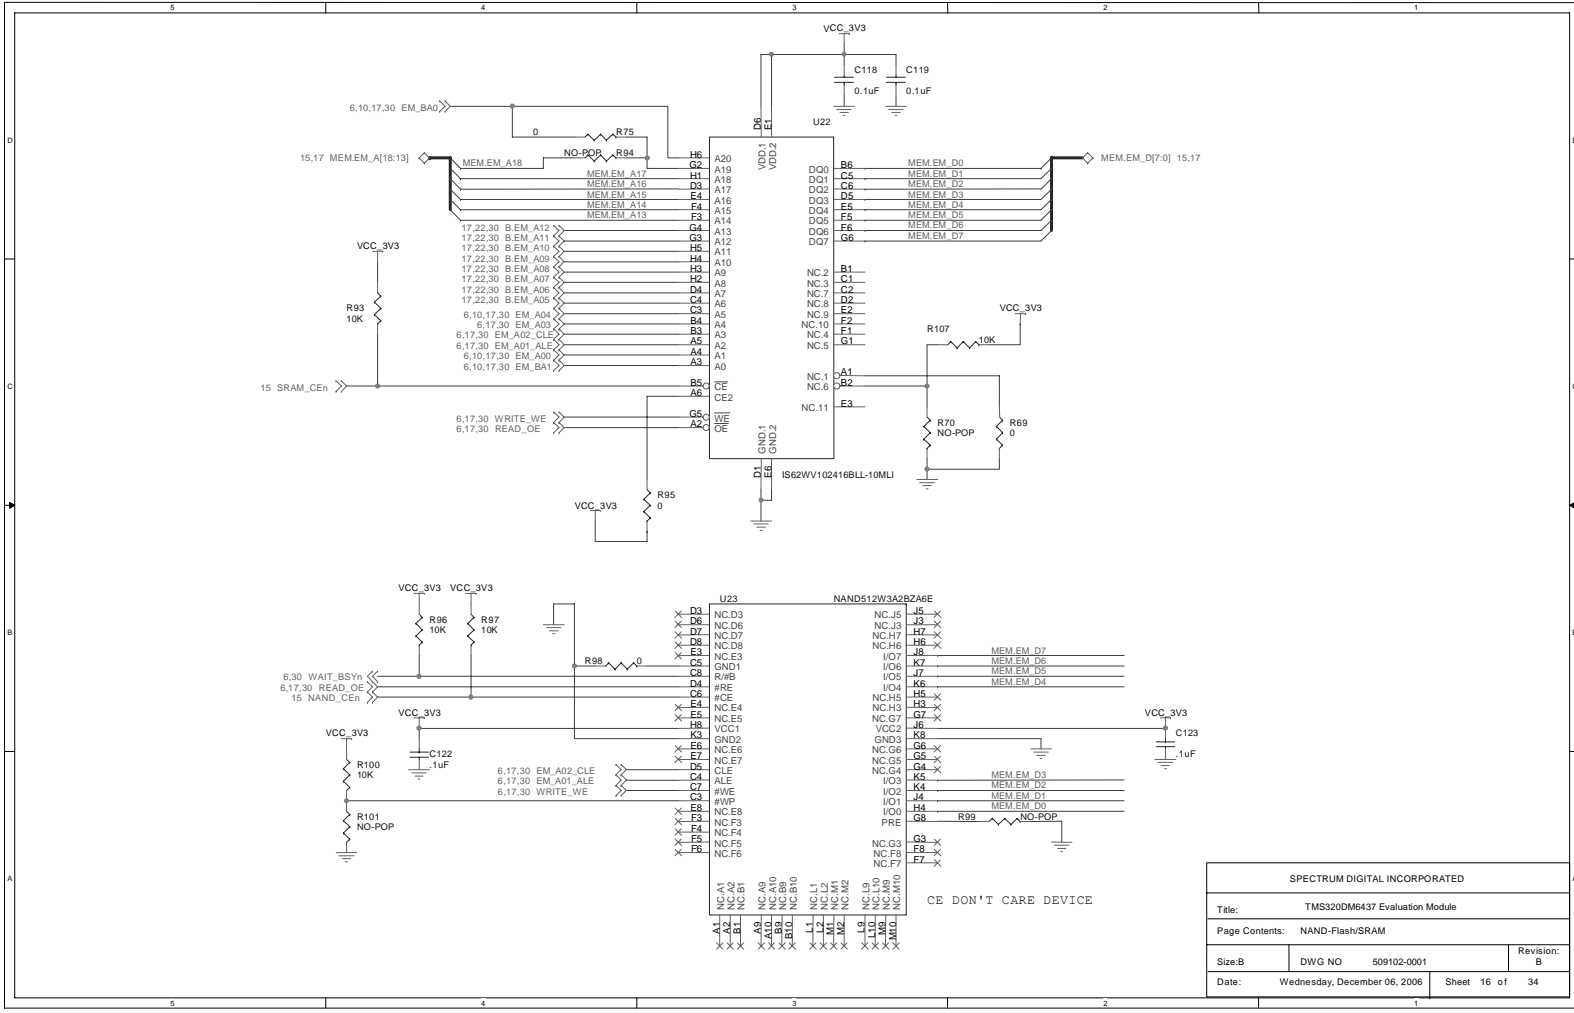 5 4 3 2 1
D
C
B
A
VCC_3V3
C118
0.1uF
C119
0.1uF
6,10,17,30 EM_BA0
0 R75
NO-POP R94
15,17 MEM.EM_A[18:13]
MEM.EM_A18
MEM.EM_A17
MEM.EM_A16
MEM.EM_A15
MEM.EM_A14
MEM.EM_A13
17,22,30 B.EM_A12
17,22,30 B.EM_A11
17,22,30 B.EM_A10
17,22,30 B.EM_A09
17,22,30 B.EM_A08
17,22,30 B.EM_A07
17,22,30 B.EM_A06
17,22,30 B.EM_A05
6,10,17,30 EM_A04
6,17,30 EM_A03
6,17,30 EM_A02_CLE
6,17,30 EM_A01_ALE
6,10,17,30 EM_A00
6,10,17,30 EM_BA1
VCC_3V3
R93
10K
15 SRAM_CEn
6,17,30 WRITE_WE
6,17,30 READ_OE
U22
D6 E1
VDD.1 VDD.2
H6 A20
G2 A19
H1 A18
D3 A17
E4 A16
F4 A15
F3 A14
G4 A13
G3 A12
H5 A11
H4 A10
H3 A9
H2 A8
D4 A7
C4 A6
C3 A5
B4 A4
B3 A3
A5 A2
A4 A1
A3 A0
B5 CE
A6 CE2
G5 WE
A2 OE
GND.1 GND.2
D1 E6
DQ0 B6 MEM.EM_D0
DQ1 C5 MEM.EM_D1
DQ2 C6 MEM.EM_D2
DQ3 D5 MEM.EM_D3
DQ4 E5 MEM.EM_D4
DQ5 F5 MEM.EM_D5
DQ6 F6 MEM.EM_D6
DQ7 G6 MEM.EM_D7
MEM.EM_D[7:0] 15,17
NC.2 B1
NC.3 C1
NC.7 C2
NC.8 D2
NC.9 E2
NC.10 F2
NC.4 F1
NC.5 G1
NC.1 A1
NC.6 B2
NC.11 E3
IS62WV102416BLL-10MLI
VCC_3V3
R107
10K
R70
NO-POP
R69
0
R95
0
VCC_3V3
VCC_3V3 VCC_3V3
R96
10K
R97
10K
R98 0
6,30 WAIT_BSYn
6,17,30 READ_OE
15 NAND_CEn
VCC_3V3
C122
.1uF
VCC_3V3
R100
10K
R101
NO-POP
6,17,30 EM_A02_CLE
6,17,30 EM_A01_ALE
6,17,30 WRITE_WE
U23 NAND512W3A2BZA6E
D3 NC.D3
D6 NC.D6
D7 NC.D7
D8 NC.D8
E3 NC.E3
C5 GND1
C8 R/#B
D4 #RE
C6 #CE
E4 NC.E4
E5 NC.E5
H8 VCC1
K3 GND2
E6 NC.E6
E7 NC.E7
D5 CLE
C4 ALE
C7 #WE
C3 #WP
E8 NC.E8
F3 NC.F3
F4 NC.F4
F5 NC.F5
F6 NC.F6
NC.J5 J5
NC.J3 J3
NC.H7 H7
NC.H6 H6
I/O7 J8 MEM.EM_D7
I/O6 K7 MEM.EM_D6
I/O5 J7 MEM.EM_D5
I/O4 K6 MEM.EM_D4
NC.H5 H5
NC.H3 H3
NC.G7 G7
VCC2 J6
GND3 K8
NC.G6 G6
NC.G5 G5
NC.G4 G4
I/O3 K5 MEM.EM_D3
I/O2 K4 MEM.EM_D2
I/O1 J4 MEM.EM_D1
I/O0 H4 MEM.EM_D0
PRE G8 R99 NO-POP
NC.G3 G3
NC.F8 F8
NC.F7 F7
VCC_3V3
C123
.1uF
NC.A1 NC.A2 NC.B1 NC.A9 NC.A10 NC.B9 NC.B10 NC.L1 NC.L2 NC.M1 NC.M2 NC.L9 NC.L10 NC.M9 NC.M10
A1 A2 B1 A9 A10 B9 B10 L1 L2 M1 M2 L9 L10 M9 M10
CE DON'T CARE DEVICE
SPECTRUM DIGITAL INCORPORATED
Title: TMS320DM6437 Evaluation Module
Page Contents: NAND-Flash/SRAM
Size:B DWG NO 509102-0001 Revision: B
Date: Wednesday, December 06, 2006 Sheet 16 of 34
5 4 3 2 1